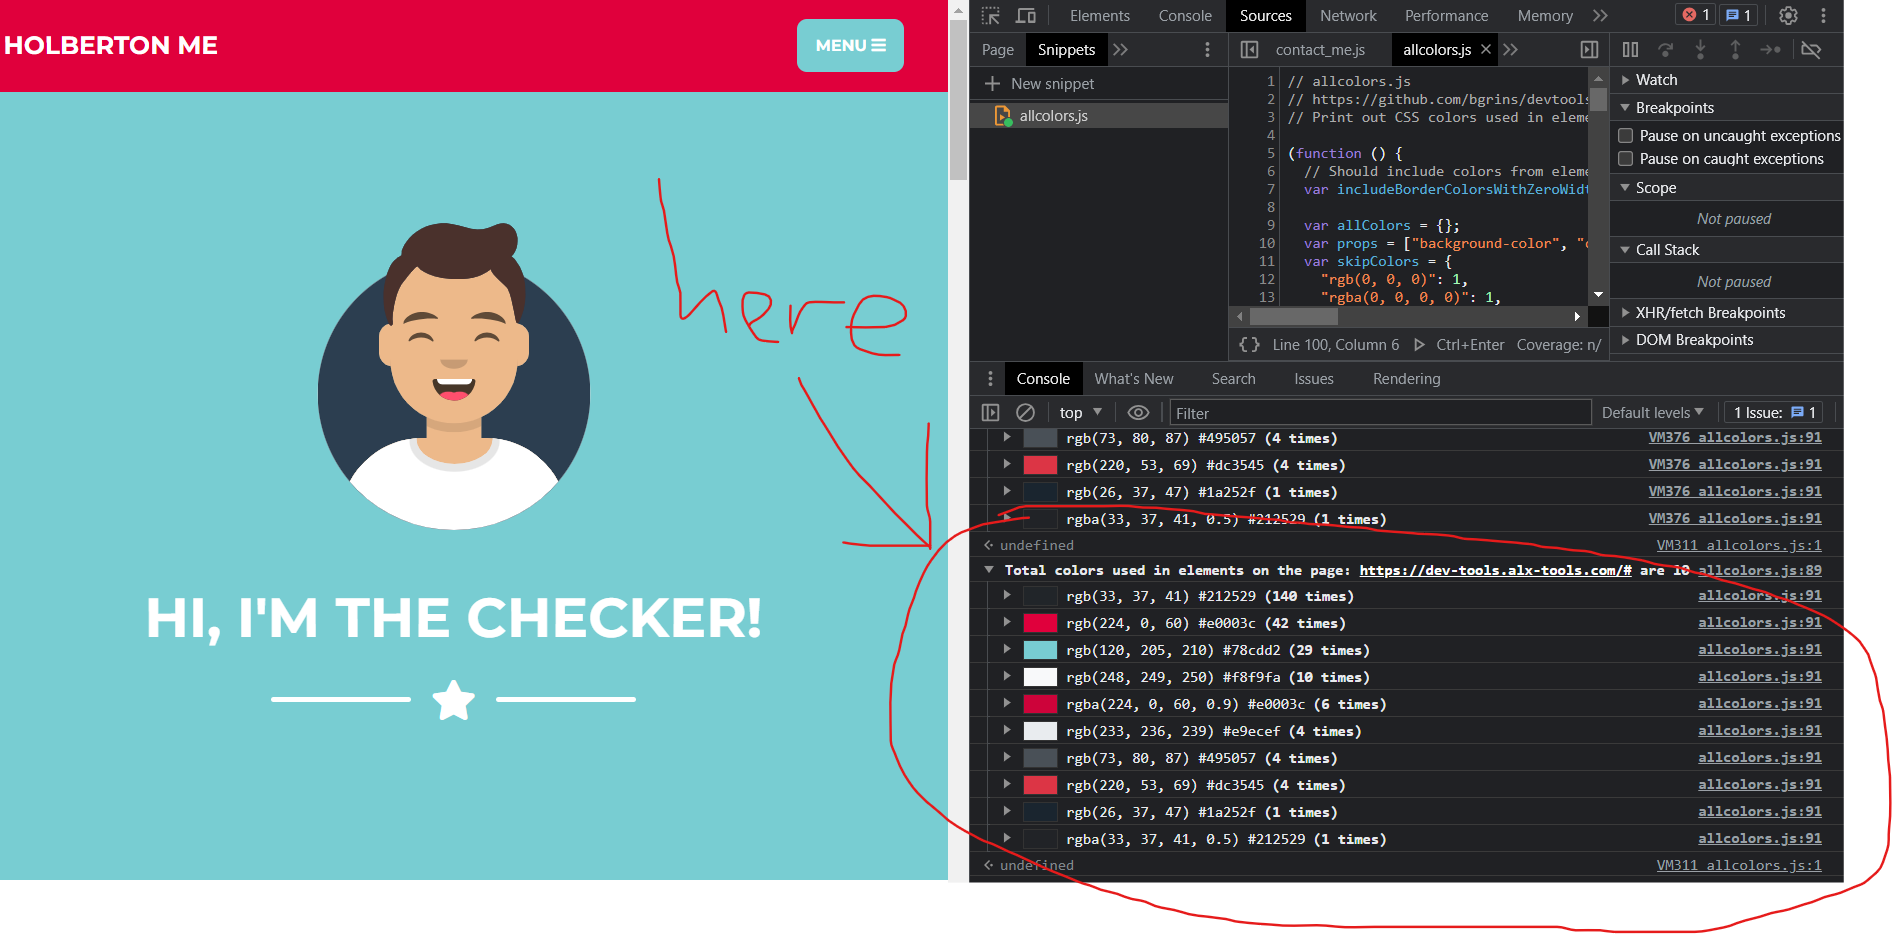 HOLBERTON ME
MENU
HI, I'M THE CHECKER!
here
Elements Console Sources Network Performance Memory 1 1
Page Snippets
contact_me.js allcolors.js
New snippet
allcolors.js
1 // allcolors.js
2 // https://github.com/bgrins/devtools
3 // Print out CSS colors used in eleme
4
5 (function () {
6 // Should include colors from eleme
7 var includeBorderColorsWithZeroWidt
8
9 var allColors = {};
10 var props = ["background-color", "c
11 var skipColors = {
12 "rgb(0, 0, 0)": 1,
13 "rgba(0, 0, 0, 0)": 1,
{} Line 100, Column 6 Ctrl+Enter Coverage: n/
Watch
Breakpoints
Pause on uncaught exceptions
Pause on caught exceptions
Scope
Not paused
Call Stack
Not paused
XHR/fetch Breakpoints
DOM Breakpoints
Console What's New Search Issues Rendering
top Filter Default levels 1 Issue: 1
rgb(73, 80, 87) #495057 (4 times) VM376 allcolors.js:91
rgb(220, 53, 69) #dc3545 (4 times) VM376 allcolors.js:91
rgb(26, 37, 47) #1a252f (1 times) VM376 allcolors.js:91
rgba(33, 37, 41, 0.5) #212529 (1 times) VM376 allcolors.js:91
undefined VM311 allcolors.js:1
Total colors used in elements on the page: https://dev-tools.alx-tools.com/# are 10 allcolors.js:89
rgb(33, 37, 41) #212529 (140 times) allcolors.js:91
rgb(224, 0, 60) #e0003c (42 times) allcolors.js:91
rgb(120, 205, 210) #78cdd2 (29 times) allcolors.js:91
rgb(248, 249, 250) #f8f9fa (10 times) allcolors.js:91
rgba(224, 0, 60, 0.9) #e0003c (6 times) allcolors.js:91
rgb(233, 236, 239) #e9ecef (4 times) allcolors.js:91
rgb(73, 80, 87) #495057 (4 times) allcolors.js:91
rgb(220, 53, 69) #dc3545 (4 times) allcolors.js:91
rgb(26, 37, 47) #1a252f (1 times) allcolors.js:91
rgba(33, 37, 41, 0.5) #212529 (1 times) allcolors.js:91
undefined VM311 allcolors.js:1